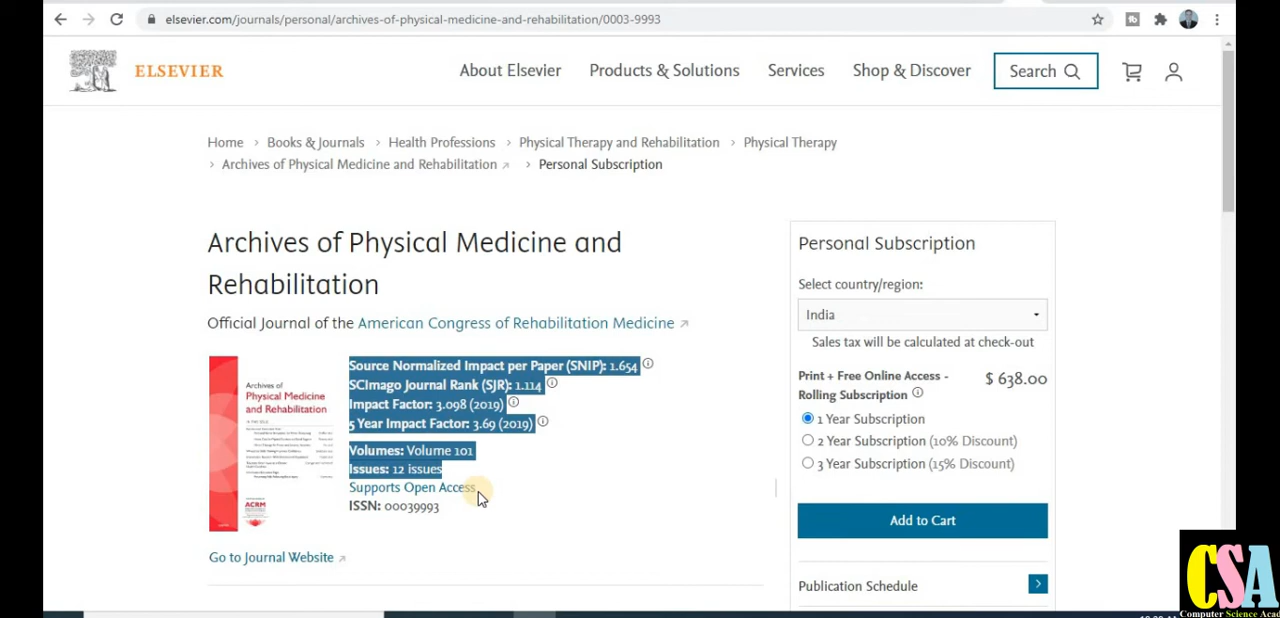 elsevier.com/journals/personal/archives-of-physical-medicine-and-rehabilitation/0003-9993
ELSEVIER
About Elsevier
Products & Solutions
Services
Shop & Discover
Search
Home > Books & Journals > Health Professions > Physical Therapy and Rehabilitation > Physical Therapy
> Archives of Physical Medicine and Rehabilitation > Personal Subscription
Archives of Physical Medicine and
Rehabilitation
Official Journal of the American Congress of Rehabilitation Medicine
Archives of
Physical Medicine
and Rehabilitation
ACRM
Source Normalized Impact per Paper (SNIP): 1.654
SCImago Journal Rank (SJR): 1.114
Impact Factor: 3.098 (2019)
5 Year Impact Factor: 3.69 (2019)
Volumes: Volume 101
Issues: 12 issues
Supports Open Access
ISSN: 00039993
Go to Journal Website
Personal Subscription
Select country/region:
India
Sales tax will be calculated at check-out
Print + Free Online Access -
Rolling Subscription
$ 638.00
1 Year Subscription
2 Year Subscription (10% Discount)
3 Year Subscription (15% Discount)
Add to Cart
Publication Schedule
CSA
Computer Science Acad